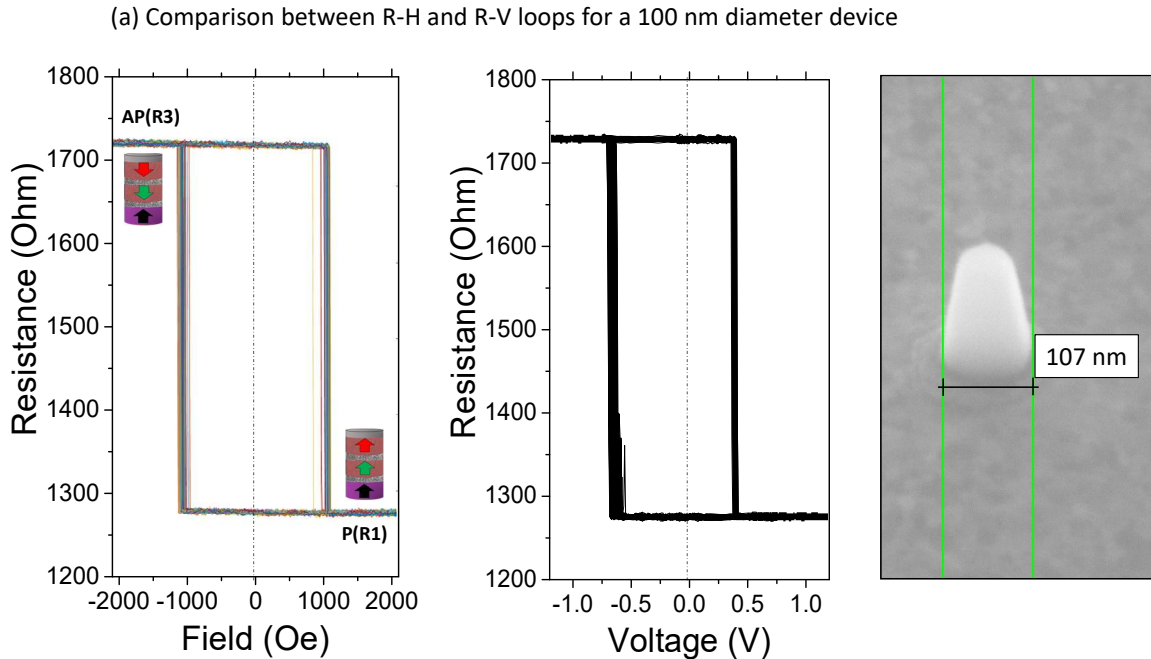 (a) Comparison between R-H and R-V loops for a 100 nm diameter device
Resistance (Ohm)
1800
1700
1600
1500
1400
1300
1200
AP(R3)
P(R1)
-2000 -1000 0 1000 2000
Field (Oe)
Resistance (Ohm)
1800
1700
1600
1500
1400
1300
1200
-1.0 -0.5 0.0 0.5 1.0
Voltage (V)
107 nm